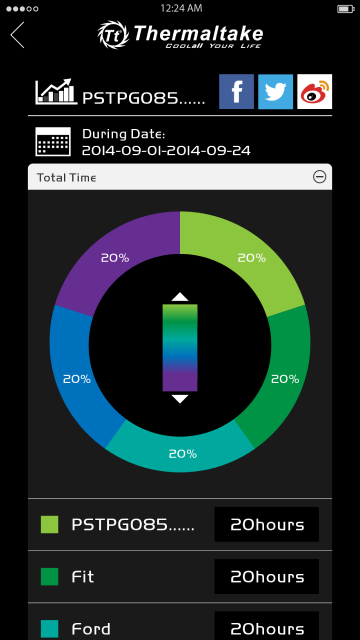 12:24 AM
Tt Thermaltake
COOLall YOUR LIFE
PSTPG085......
During Date:
2014-09-01-2014-09-24
Total Time
20%
20%
20%
20%
20%
PSTPG085......
20hours
Fit
20hours
Ford
20hours